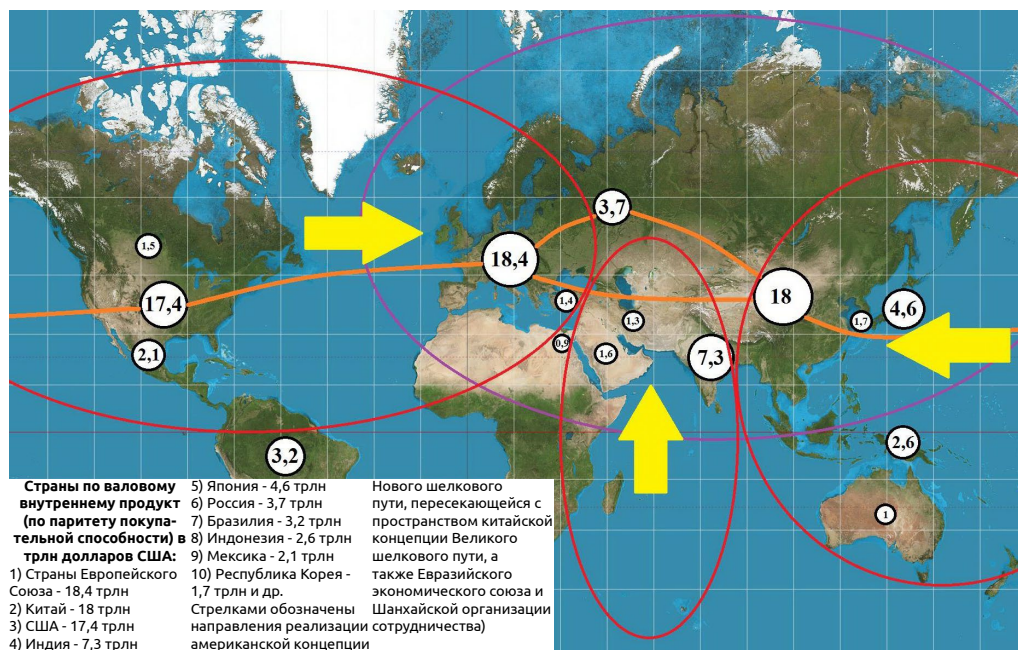 1,5
17,4
2,1
3,2
18,4
3,7
1,4
0,9
1,3
1,6
7,3
18
1,7
4,6
2,6
1
Страны по валовому
внутреннему продукт
(по паритету покупа-
тельной способности) в
трлн долларов США:
1) Страны Европейского
Союза - 18,4 трлн
2) Китай - 18 трлн
3) США - 17,4 трлн
4) Индия - 7,3 трлн
5) Япония - 4,6 трлн
6) Россия - 3,7 трлн
7) Бразилия - 3,2 трлн
8) Индонезия - 2,6 трлн
9) Мексика - 2,1 трлн
10) Республика Корея -
1,7 трлн и др.
Стрелками обозначены
направления реализации
американской концепции
Нового шелкового
пути, пересекающейся с
пространством китайской
концепции Великого
шелкового пути, а
также Евразийского
экономического союза и
Шанхайской организации
сотрудничества)